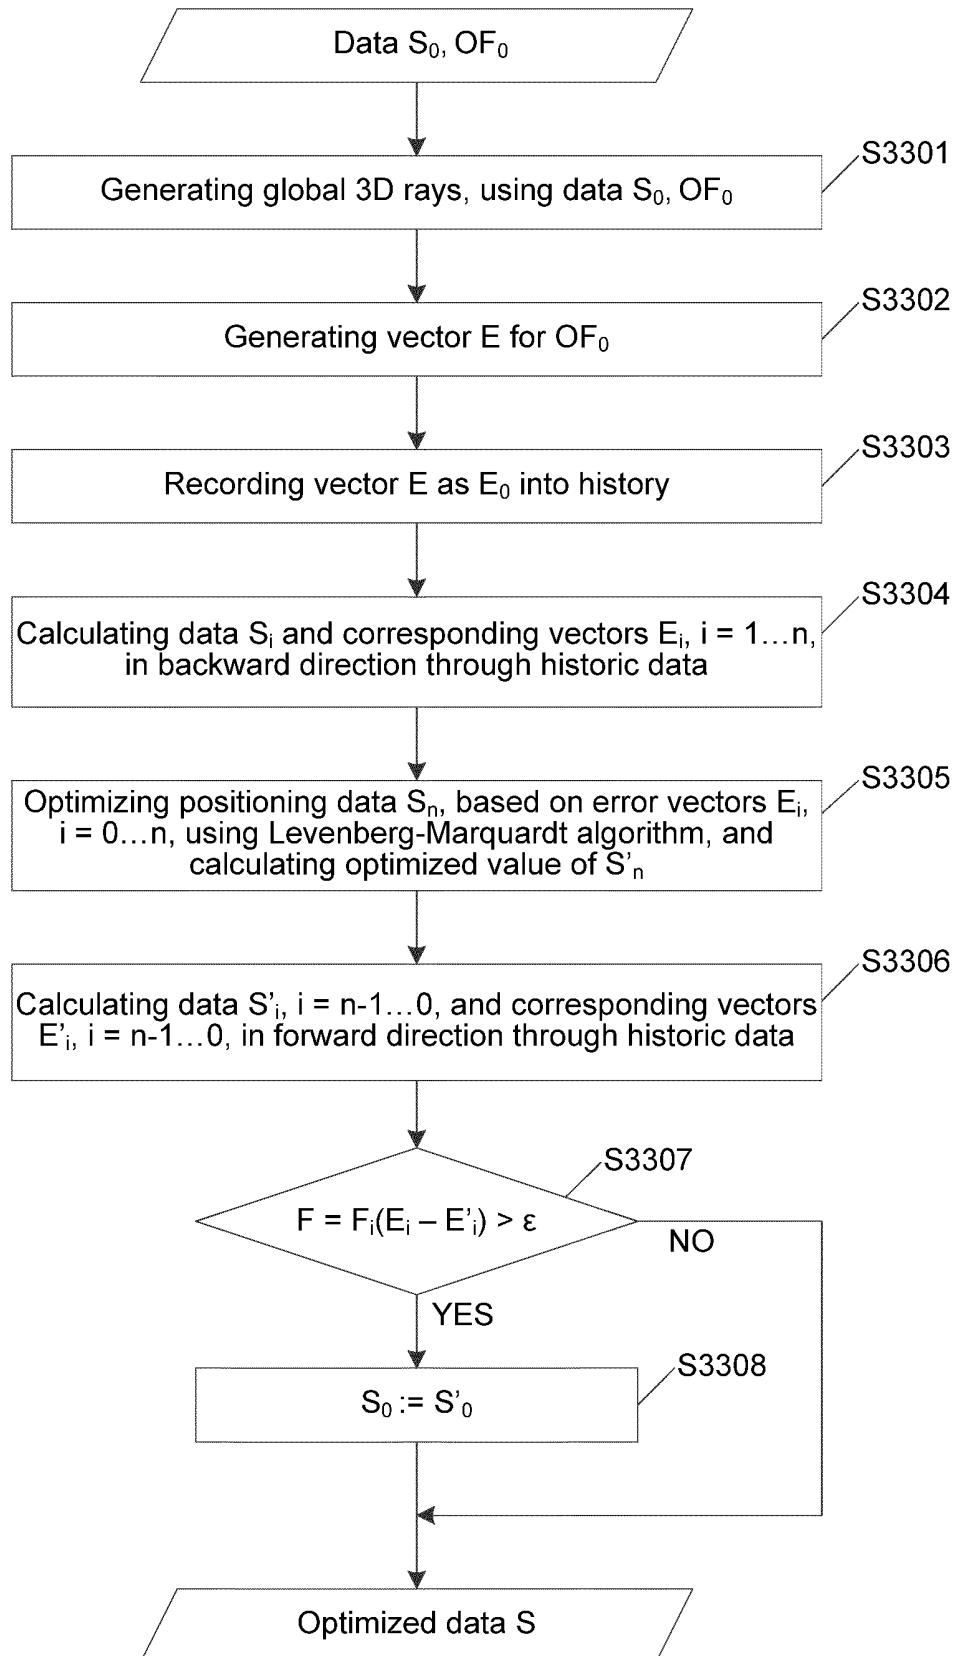 Data S₀, OF₀
S3301
Generating global 3D rays, using data S₀, OF₀
S3302
Generating vector E for OF₀
S3303
Recording vector E as E₀ into history
S3304
Calculating data Sᵢ and corresponding vectors Eᵢ, i = 1...n,
in backward direction through historic data
S3305
Optimizing positioning data Sₙ, based on error vectors Eᵢ,
i = 0...n, using Levenberg-Marquardt algorithm, and
calculating optimized value of S'ₙ
S3306
Calculating data S'ᵢ, i = n-1...0, and corresponding vectors
E'ᵢ, i = n-1...0, in forward direction through historic data
S3307
F = Fᵢ(Eᵢ – E'ᵢ) > ε
NO
YES
S3308
S₀ := S'₀
Optimized data S